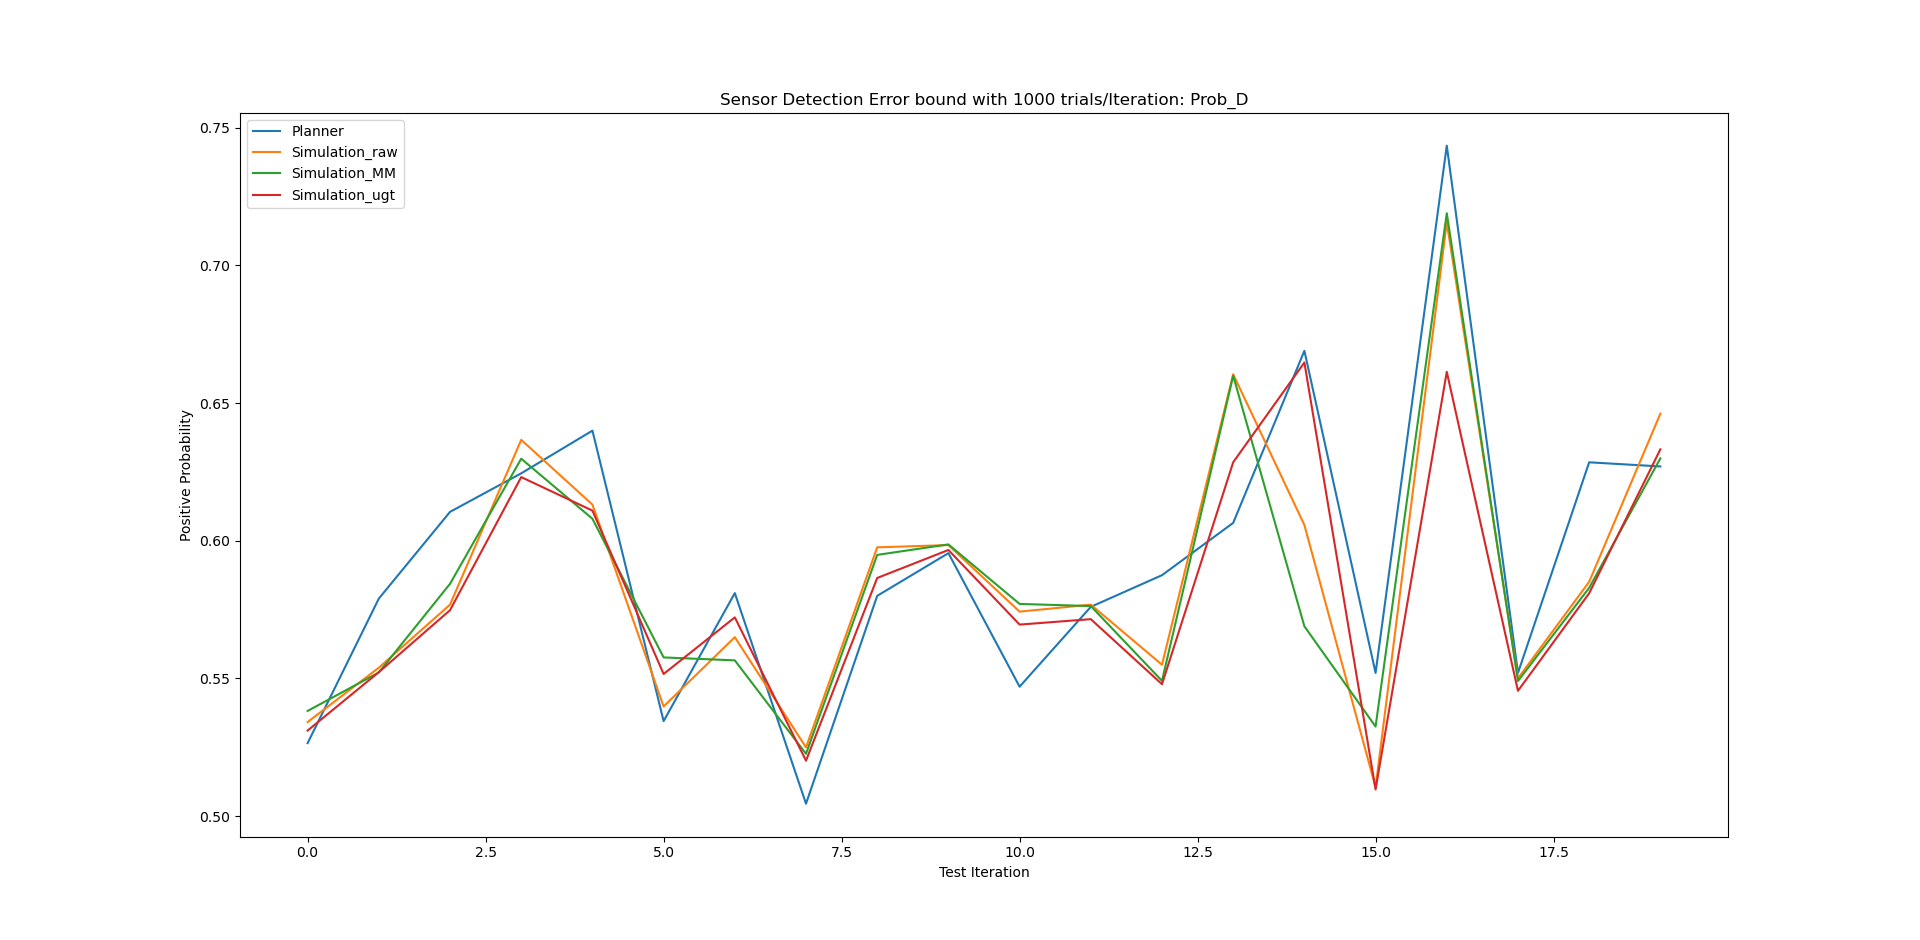 Sensor Detection Error bound with 1000 trials/Iteration: Prob_D
Planner
Simulation_raw
Simulation_MM
Simulation_ugt
Positive Probability
0.75
0.70
0.65
0.60
0.55
0.50
0.0 2.5 5.0 7.5 10.0 12.5 15.0 17.5
Test Iteration